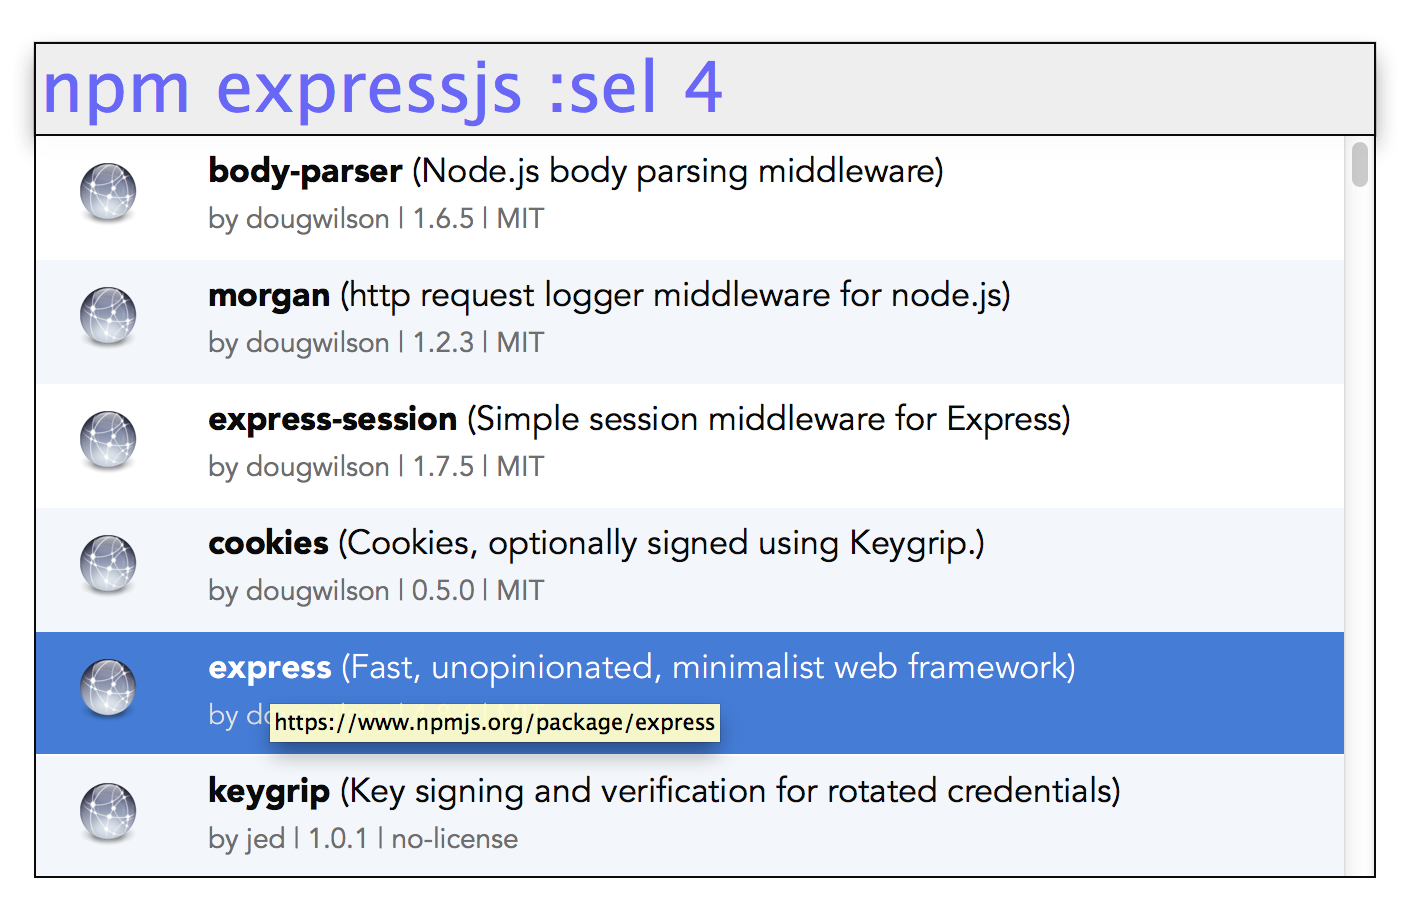 npm expressjs :sel 4
body-parser (Node.js body parsing middleware)
by dougwilson | 1.6.5 | MIT
morgan (http request logger middleware for node.js)
by dougwilson | 1.2.3 | MIT
express-session (Simple session middleware for Express)
by dougwilson | 1.7.5 | MIT
cookies (Cookies, optionally signed using Keygrip.)
by dougwilson | 0.5.0 | MIT
express (Fast, unopinionated, minimalist web framework)
by
https://www.npmjs.org/package/express
keygrip (Key signing and verification for rotated credentials)
by jed | 1.0.1 | no-license